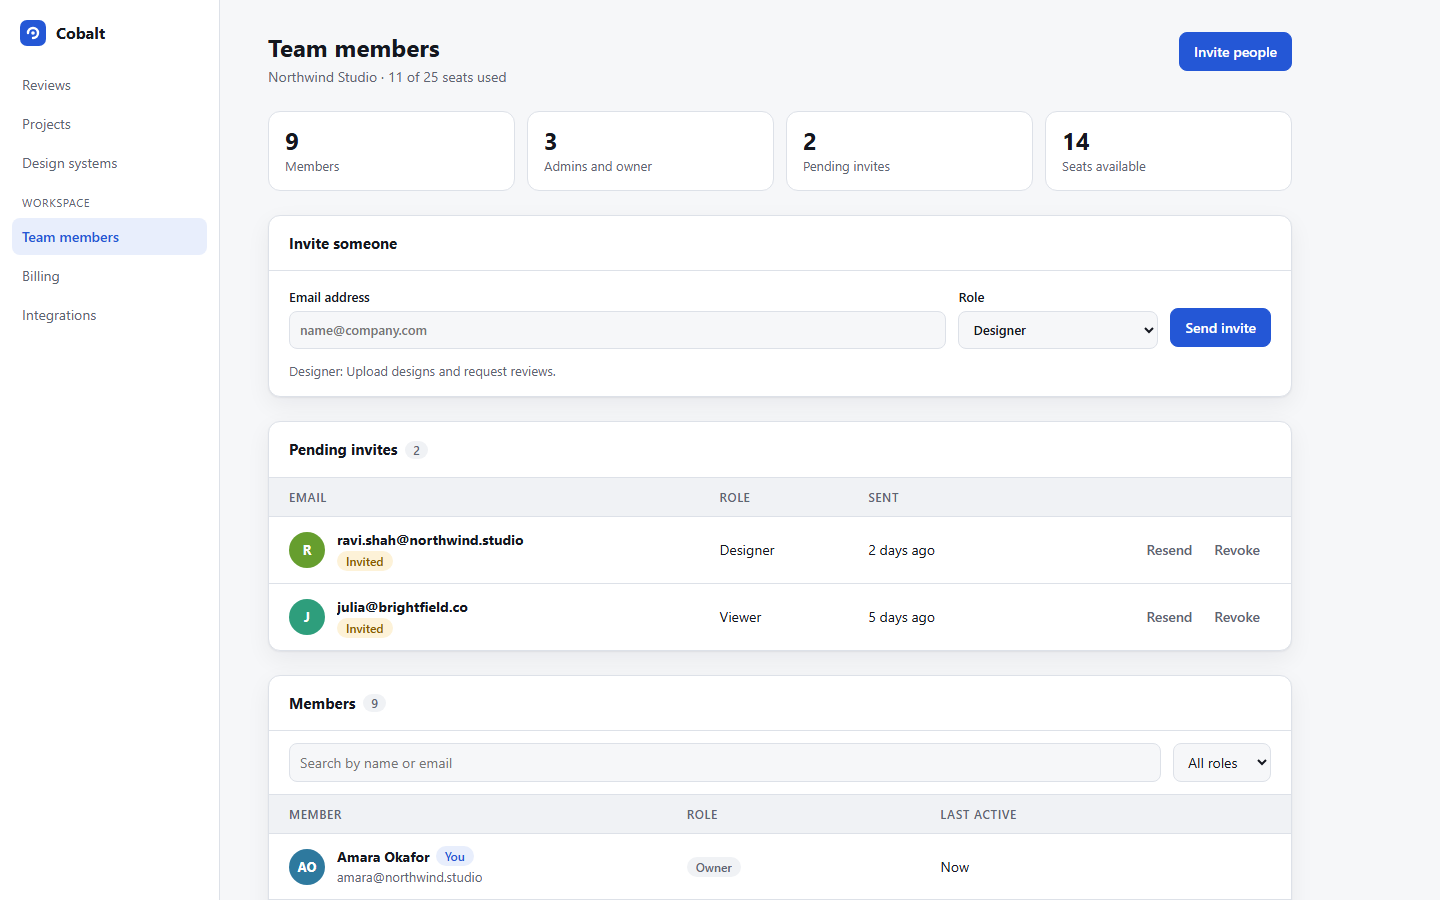 Cobalt
Reviews
Projects
Design systems
WORKSPACE
Team members
Billing
Integrations
Team members
Northwind Studio · 11 of 25 seats used
Invite people
9
Members
3
Admins and owner
2
Pending invites
14
Seats available
Invite someone
Email address
Role
name@company.com
Designer
Send invite
Designer: Upload designs and request reviews.
Pending invites 2
EMAIL ROLE SENT
R
ravi.shah@northwind.studio
Invited
Designer
2 days ago
Resend
Revoke
J
julia@brightfield.co
Invited
Viewer
5 days ago
Resend
Revoke
Members 9
Search by name or email
All roles
MEMBER ROLE LAST ACTIVE
AO
Amara Okafor You
amara@northwind.studio
Owner
Now